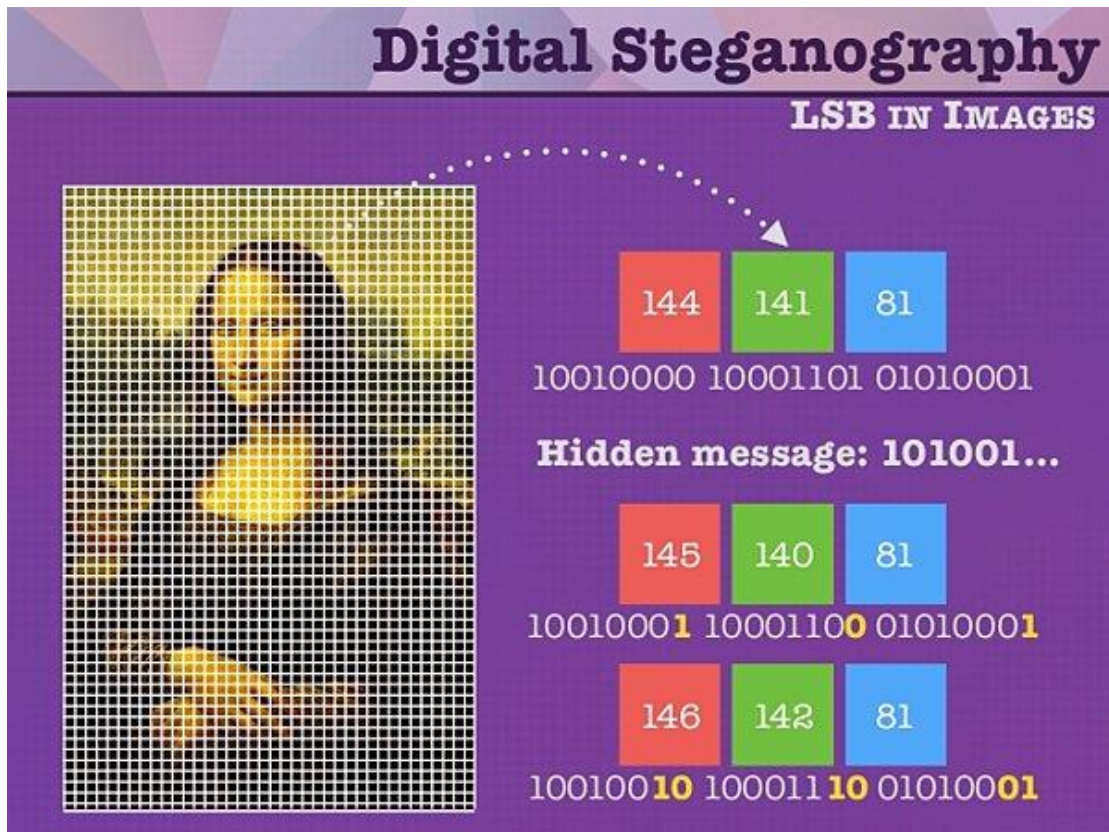 Digital Steganography
LSB IN IMAGES
144 141 81
10010000 10001101 01010001
Hidden message: 101001...
145 140 81
10010001 10001100 01010001
146 142 81
10010010 10001110 01010001